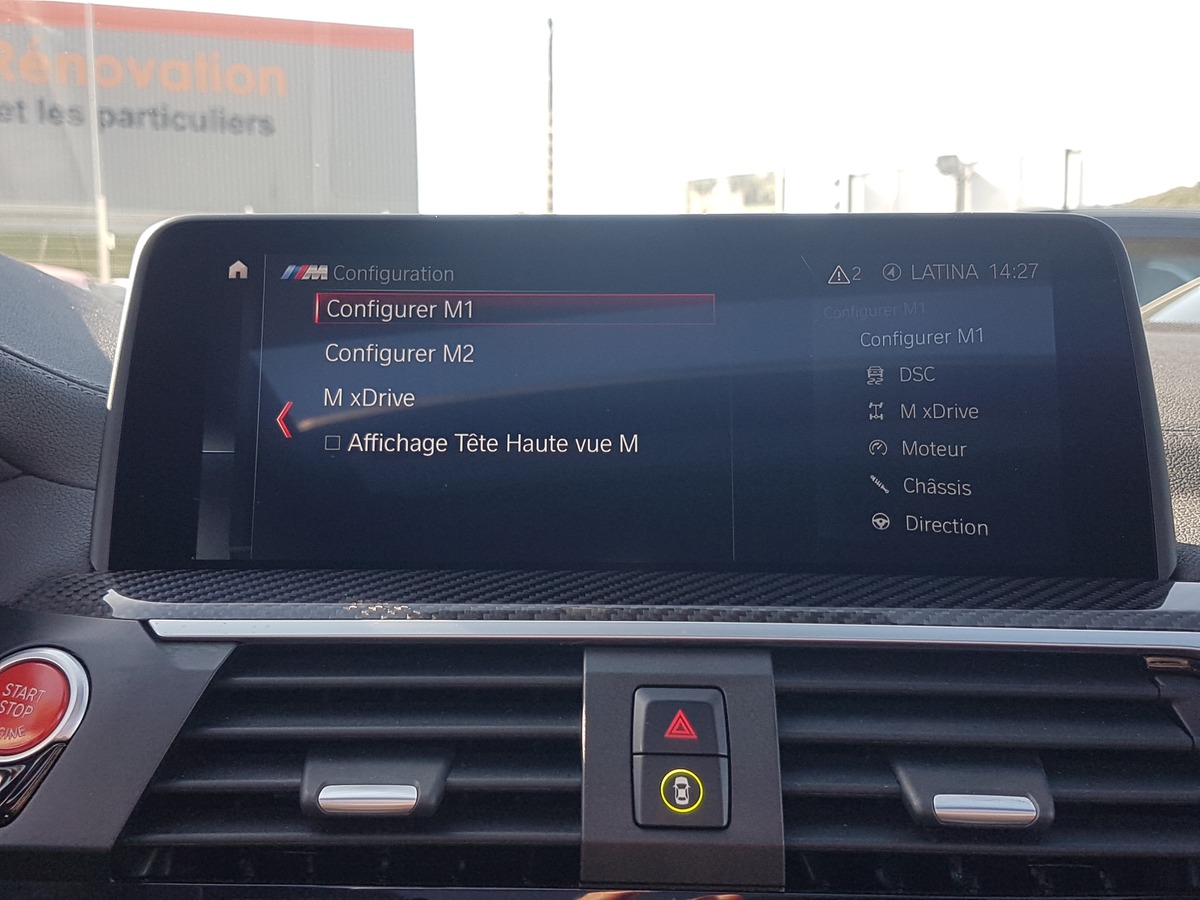 Rénovation
et les particuliers
M Configuration
2 LATINA 14:27
Configurer M1
Configurer M2
M xDrive
Affichage Tête Haute vue M
Configurer M1
Configurer M1
DSC
M xDrive
Moteur
Châssis
Direction
START
STOP